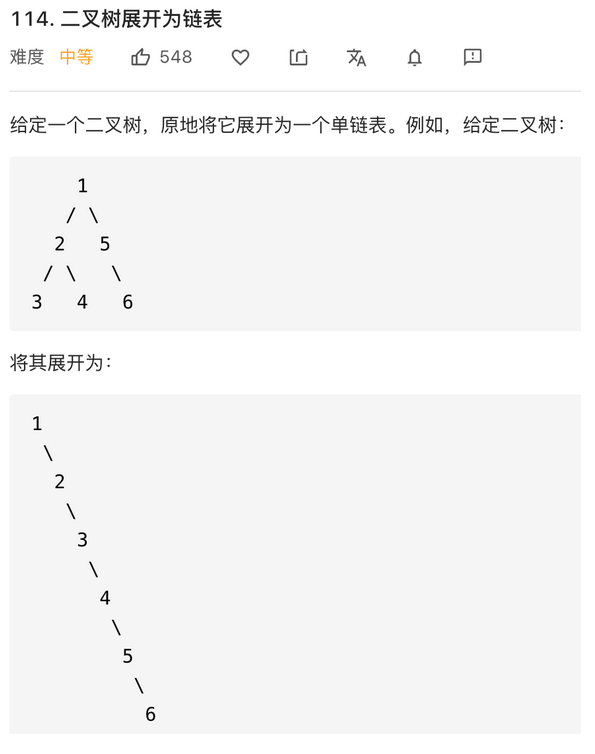 114. 二叉树展开为链表
难度 中等 548
给定一个二叉树，原地将它展开为一个单链表。例如，给定二叉树：
1
/ \
2 5
/ \ \
3 4 6
将其展开为：
1
\
2
\
3
\
4
\
5
\
6